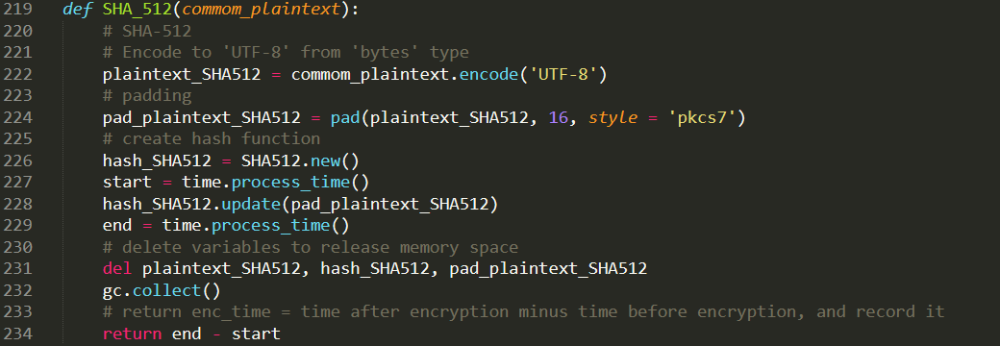 219 def SHA_512(commom_plaintext):
220 # SHA-512
221 # Encode to 'UTF-8' from 'bytes' type
222 plaintext_SHA512 = commom_plaintext.encode('UTF-8')
223 # padding
224 pad_plaintext_SHA512 = pad(plaintext_SHA512, 16, style = 'pkcs7')
225 # create hash function
226 hash_SHA512 = SHA512.new()
227 start = time.process_time()
228 hash_SHA512.update(pad_plaintext_SHA512)
229 end = time.process_time()
230 # delete variables to release memory space
231 del plaintext_SHA512, hash_SHA512, pad_plaintext_SHA512
232 gc.collect()
233 # return enc_time = time after encryption minus time before encryption, and record it
234 return end - start